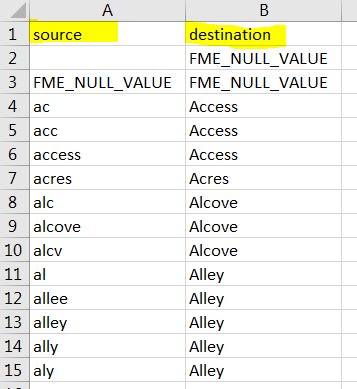 A B
1 source destination
2 FME_NULL_VALUE
3 FME_NULL_VALUE FME_NULL_VALUE
4 ac Access
5 acc Access
6 access Access
7 acres Acres
8 alc Alcove
9 alcove Alcove
10 alcv Alcove
11 al Alley
12 allee Alley
13 alley Alley
14 ally Alley
15 aly Alley